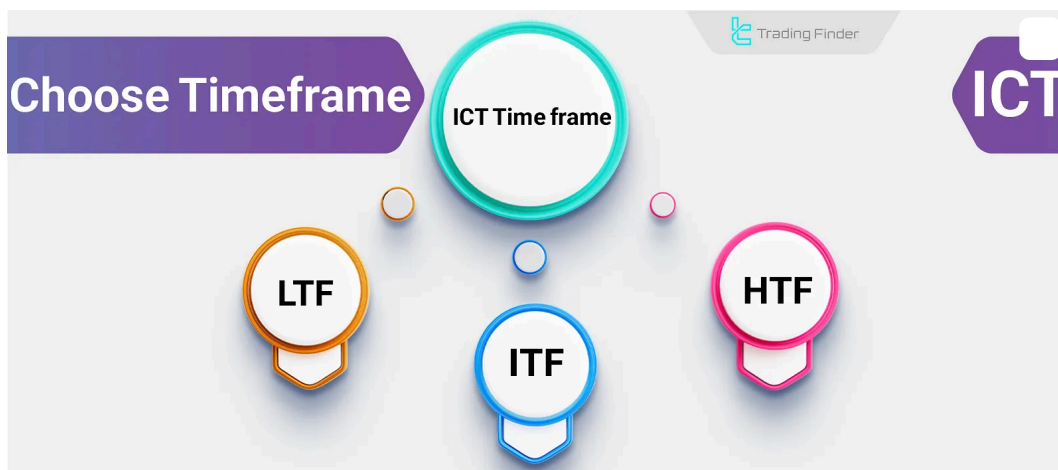 Trading Finder
Choose Timeframe
ICT
ICT Time frame
LTF
HTF
ITF